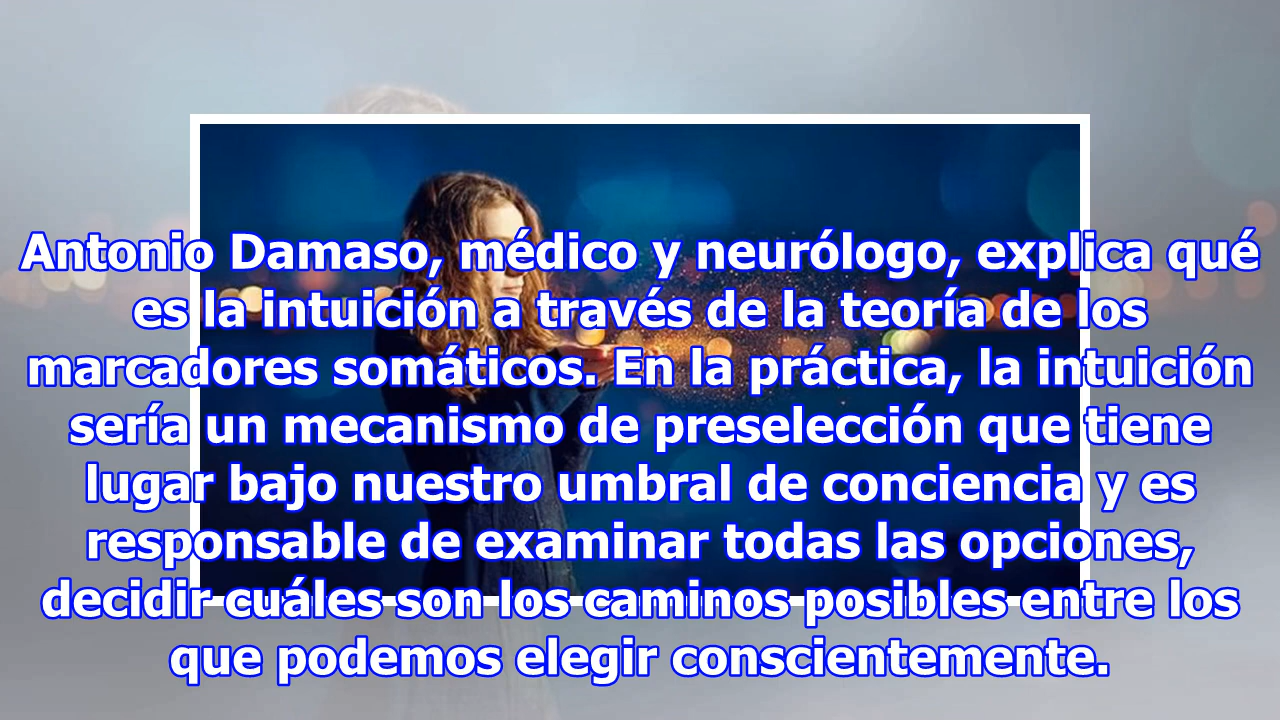 Antonio Damaso, médico y neurólogo, explica qué
es la intuición a través de la teoría de los
marcadores somáticos. En la práctica, la intuición
sería un mecanismo de preselección que tiene
lugar bajo nuestro umbral de conciencia y es
responsable de examinar todas las opciones,
decidir cuáles son los caminos posibles entre los
que podemos elegir conscientemente.